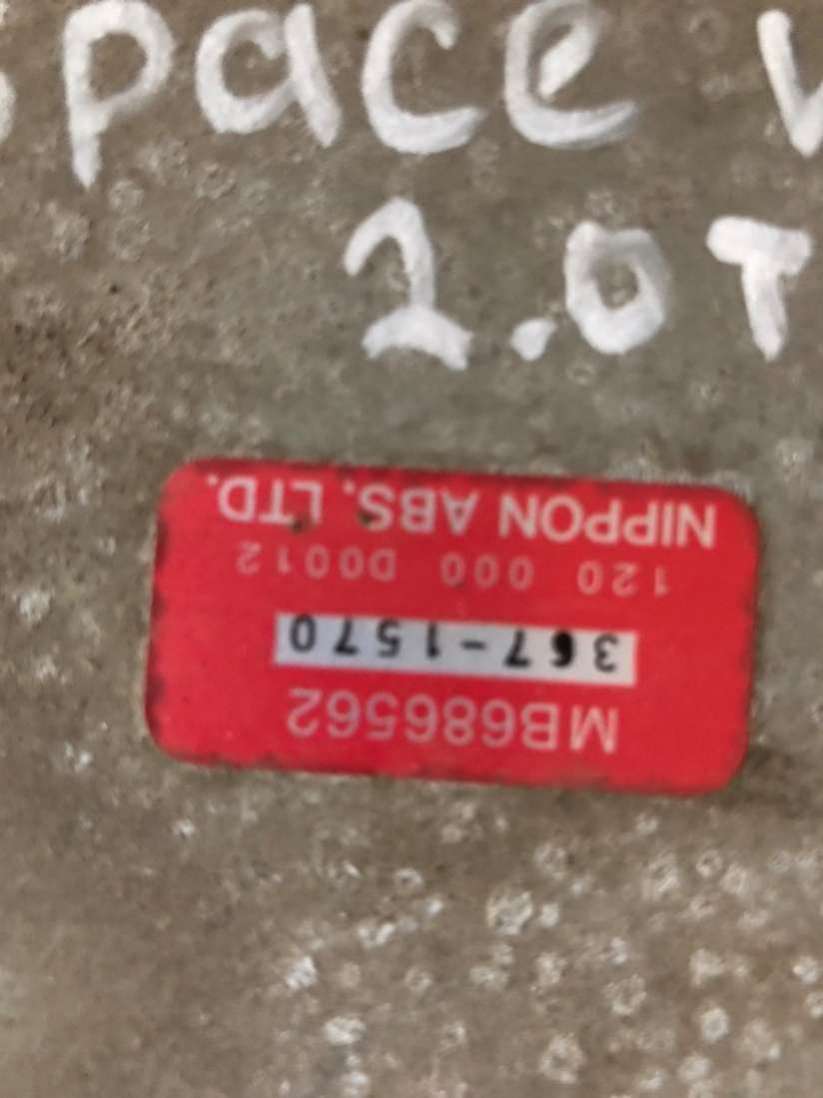 space w
2.0T
MB686562
367-1570
120 000 D0012
NIPPON ABS, LTD.